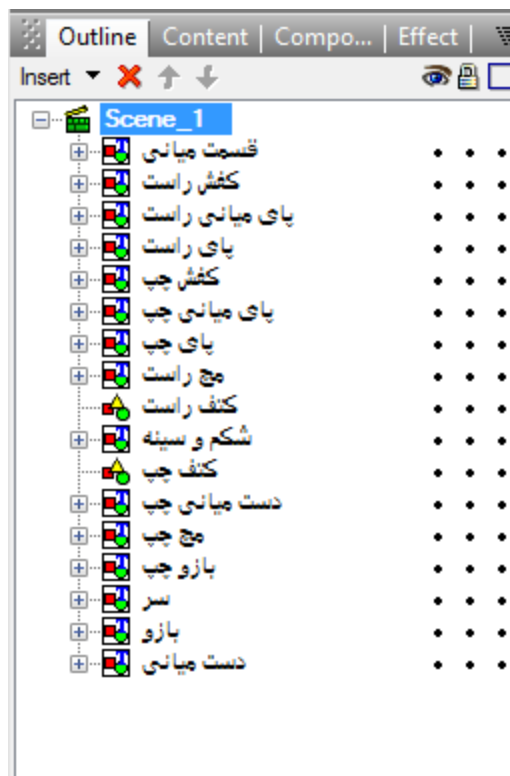 Outline Content Compo... Effect
Insert
Scene_1
قسمت میانی
کفش راست
پای میانی راست
پای راست
کفش چپ
پای میانی چپ
پای چپ
مچ راست
کتف راست
شکم و سینه
کتف چپ
دست میانی چپ
مچ چپ
بازو چپ
سر
بازو
دست میانی